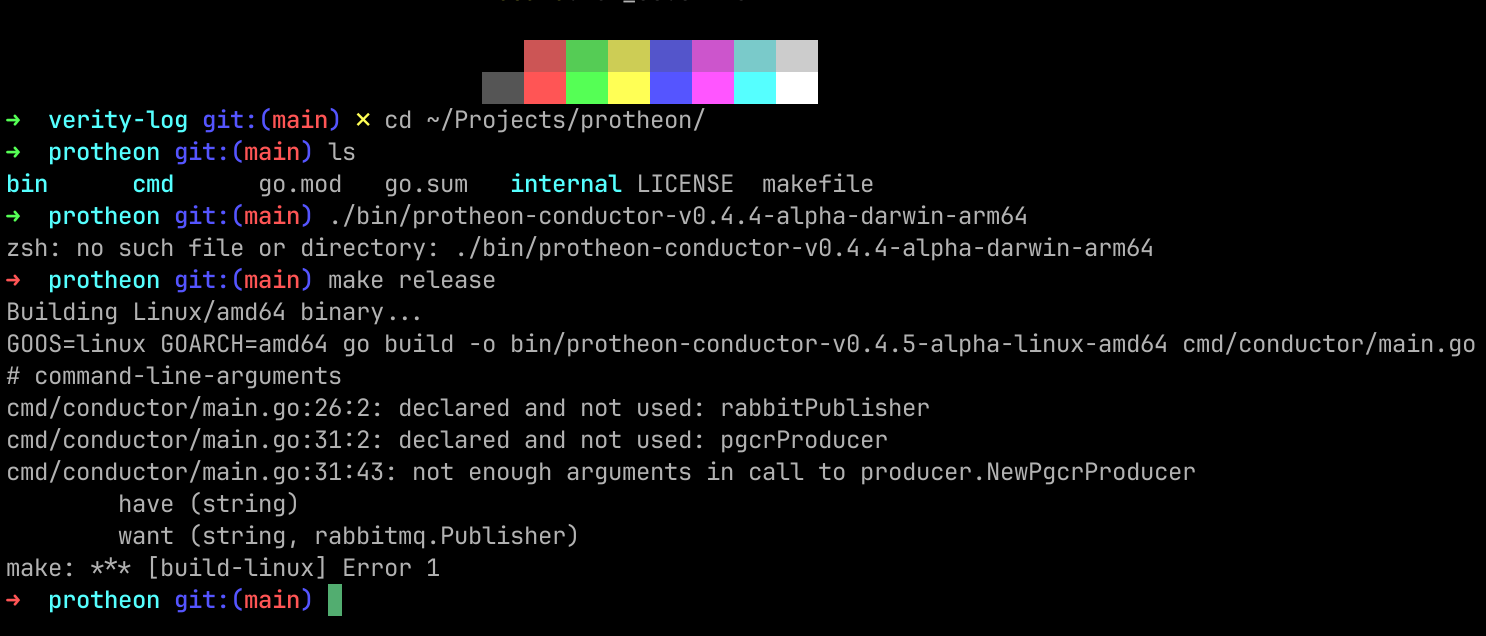 ➜  verity-log git:(main) ✗ cd ~/Projects/protheon/
➜  protheon git:(main) ls
bin      cmd      go.mod   go.sum   internal LICENSE  makefile
➜  protheon git:(main) ./bin/protheon-conductor-v0.4.4-alpha-darwin-arm64
zsh: no such file or directory: ./bin/protheon-conductor-v0.4.4-alpha-darwin-arm64
➜  protheon git:(main) make release
Building Linux/amd64 binary...
GOOS=linux GOARCH=amd64 go build -o bin/protheon-conductor-v0.4.5-alpha-linux-amd64 cmd/conductor/main.go
# command-line-arguments
cmd/conductor/main.go:26:2: declared and not used: rabbitPublisher
cmd/conductor/main.go:31:2: declared and not used: pgcrProducer
cmd/conductor/main.go:31:43: not enough arguments in call to producer.NewPgcrProducer
        have (string)
        want (string, rabbitmq.Publisher)
make: *** [build-linux] Error 1
➜  protheon git:(main)